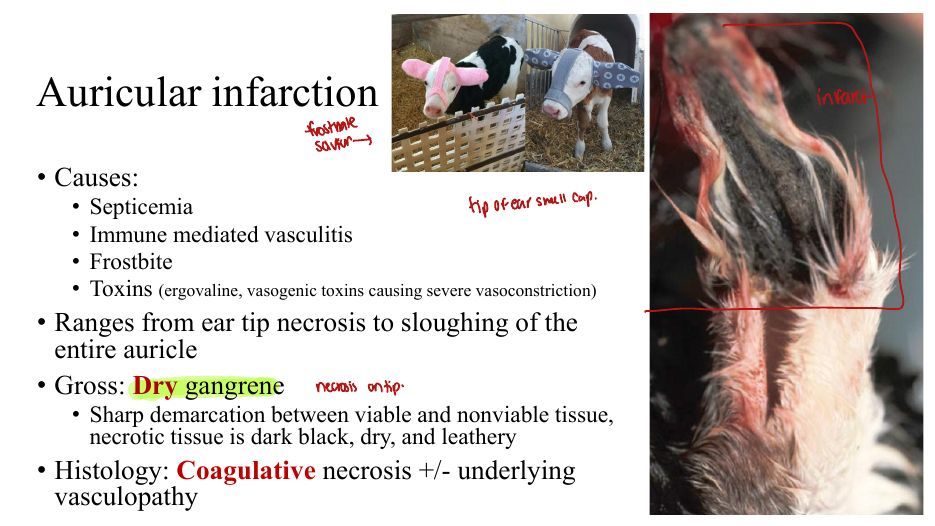 Auricular infarction
frostbite
savior →
infarct
• Causes:
• Septicemia
tip of ear small cap.
• Immune mediated vasculitis
• Frostbite
• Toxins (ergovaline, vasogenic toxins causing severe vasoconstriction)
• Ranges from ear tip necrosis to sloughing of the
entire auricle
• Gross: Dry gangrene
necrosis on tip.
• Sharp demarcation between viable and nonviable tissue,
necrotic tissue is dark black, dry, and leathery
• Histology: Coagulative necrosis +/- underlying
vasculopathy